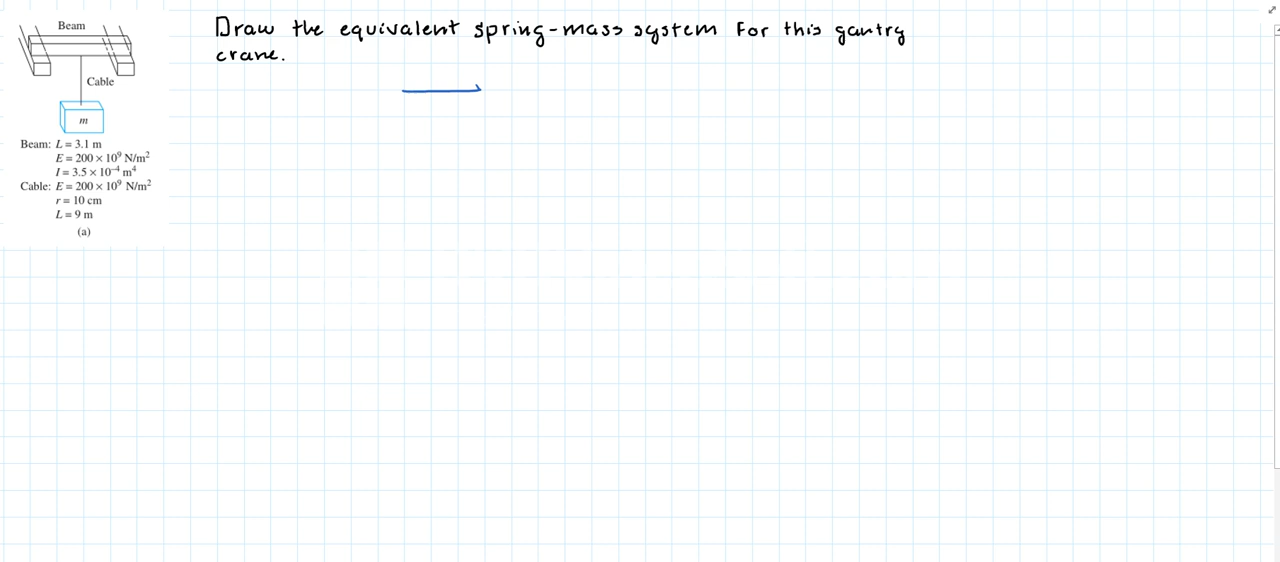 Draw the equivalent spring-mass system for this gantry
crane.
Beam
Cable
m
Beam: L = 3.1 m
E = 200 × 10⁹ N/m²
I = 3.5 × 10⁻⁴ m⁴
Cable: E = 200 × 10⁹ N/m²
r = 10 cm
L = 9 m
(a)